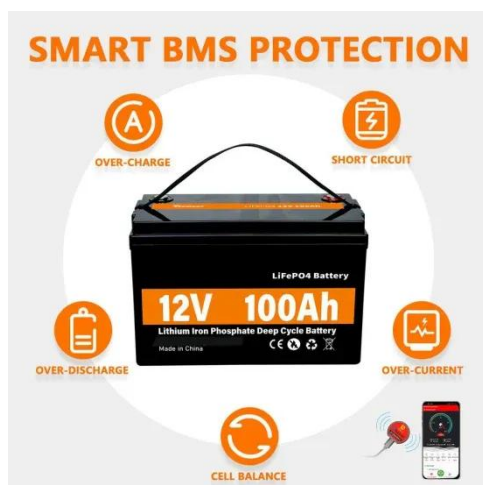 SMART BMS PROTECTION
A
OVER-CHARGE
SHORT CIRCUIT
LiFePO4 Battery
12V 100Ah
Lithium Iron Phosphate Deep Cycle Battery
Made in China
CE
OVER-DISCHARGE
OVER-CURRENT
CELL BALANCE